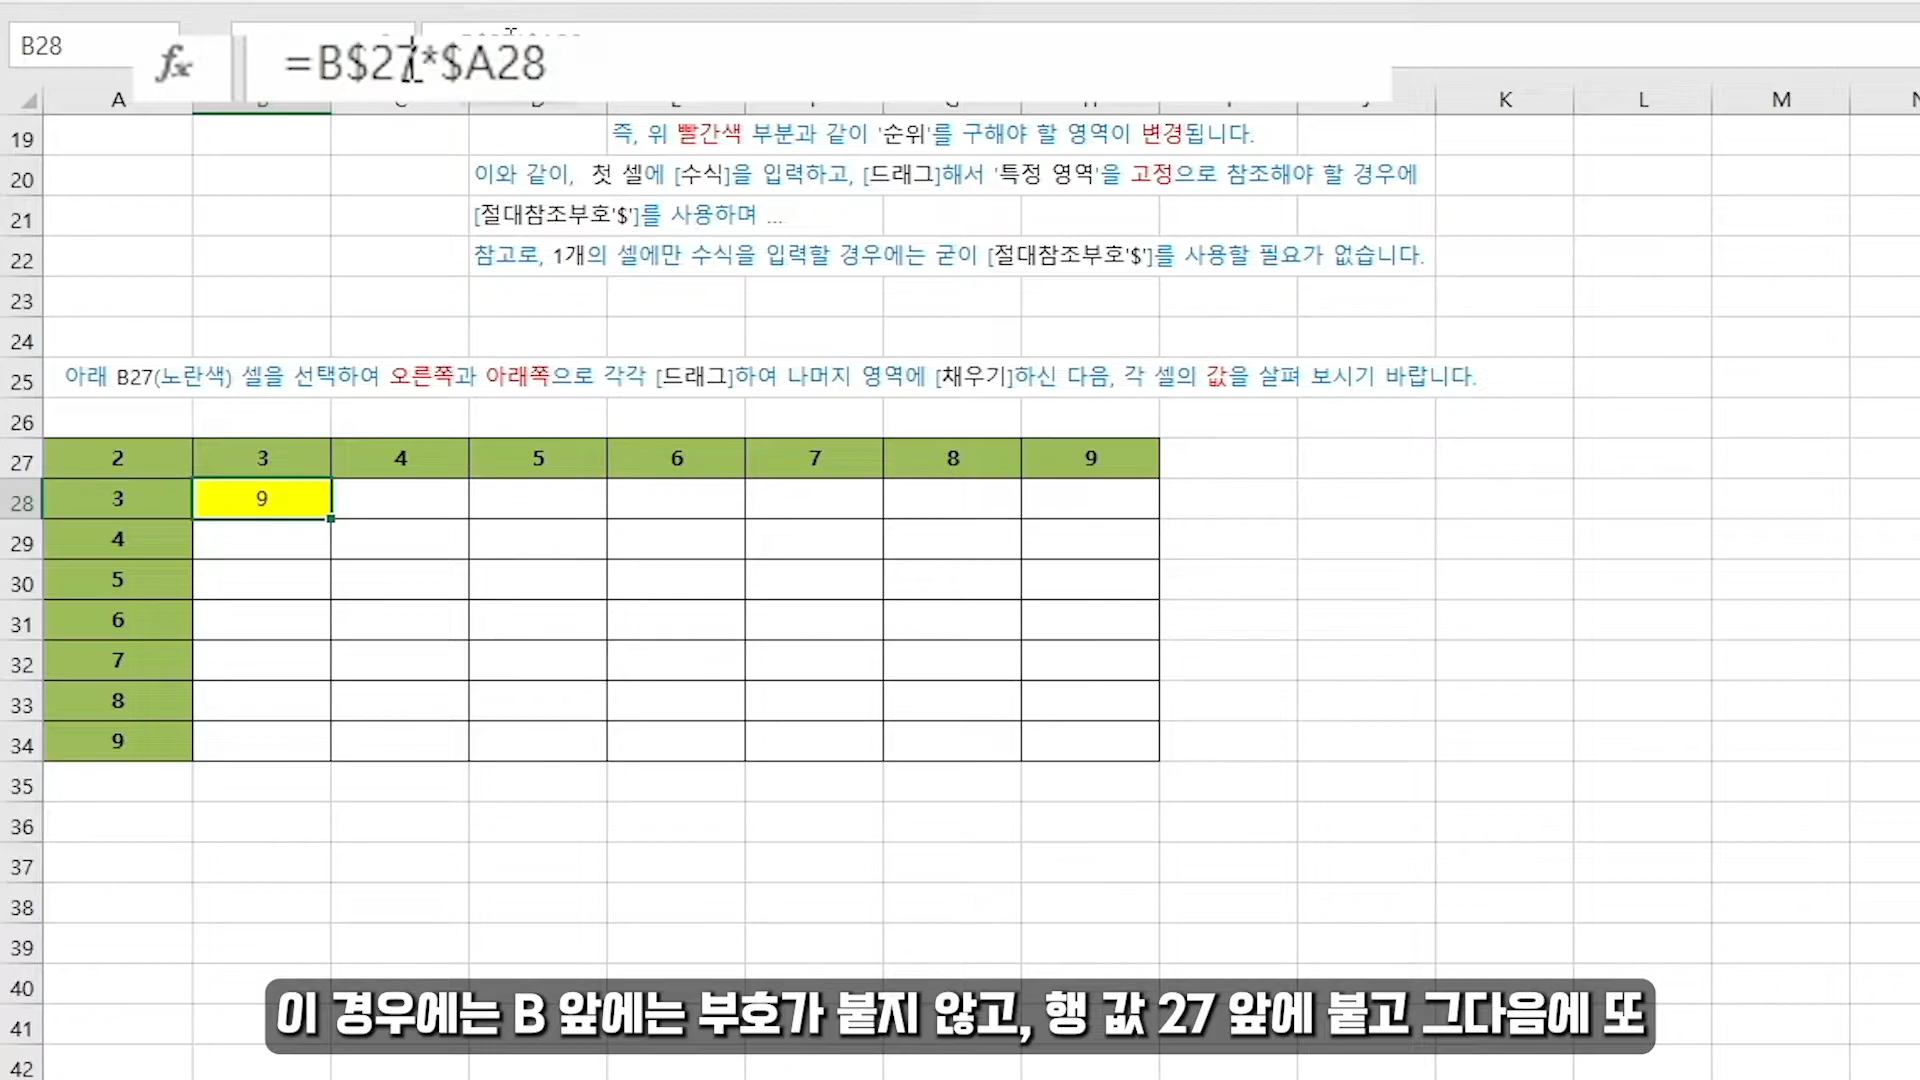 B28
fx
=B$27*$A28
A
K
L
M
19 즉, 위 빨간색 부분과 같이 '순위'를 구해야 할 영역이 변경됩니다.
20 이와 같이, 첫 셀에 [수식]을 입력하고, [드래그]해서 '특정 영역'을 고정으로 참조해야 할 경우에
21 [절대참조부호'$']를 사용하며 ...
22 참고로, 1개의 셀에만 수식을 입력할 경우에는 굳이 [절대참조부호'$']를 사용할 필요가 없습니다.
23
24
25 아래 B27(노란색) 셀을 선택하여 오른쪽과 아래쪽으로 각각 [드래그]하여 나머지 영역에 [채우기]하신 다음, 각 셀의 값을 살펴 보시기 바랍니다.
26
27 2 3 4 5 6 7 8 9
28 3 9
29 4
30 5
31 6
32 7
33 8
34 9
35
36
37
38
39
40
41
42
이 경우에는 B 앞에는 부호가 붙지 않고, 행 값 27 앞에 붙고 그다음에 또